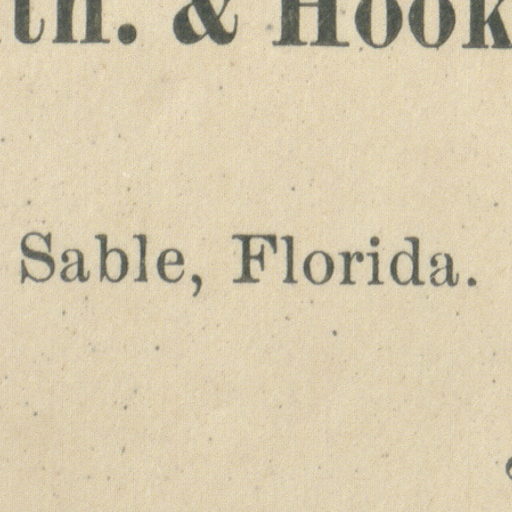 th. & Hook
Sable, Florida.